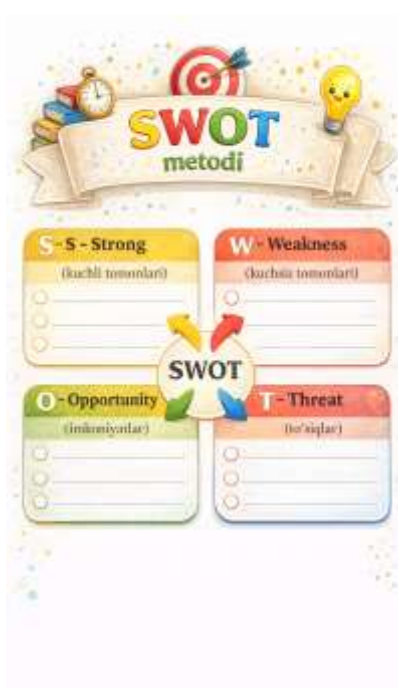 SWOT
metodi
S - S - Strong
(kuchli tomonlari)
W - Weakness
(kuchsiz tomonlari)
SWOT
O - Opportunity
(imkoniyatlar)
T - Threat
(to'siqlar)